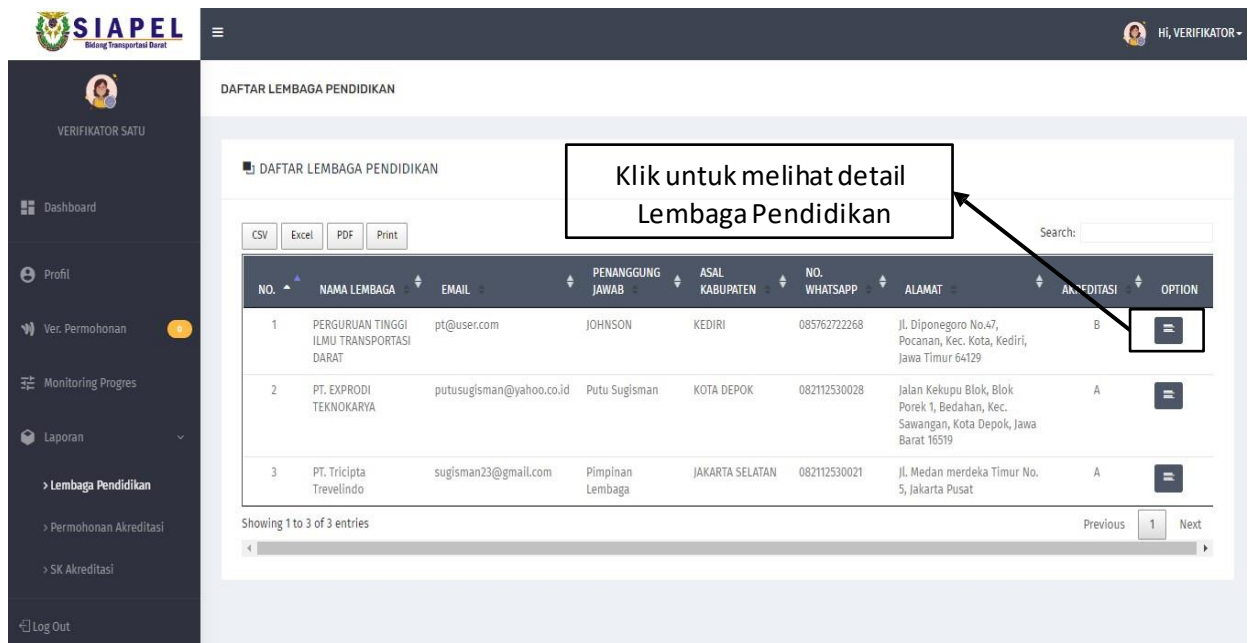 SIAPEL
Bidang Transportasi Darat
Hi, VERIFIKATOR
VERIFIKATOR SATU
Dashboard
Profil
Ver. Permohonan
0
Monitoring Progres
Laporan
> Lembaga Pendidikan
> Permohonan Akreditasi
> SK Akreditasi
Log Out
DAFTAR LEMBAGA PENDIDIKAN
DAFTAR LEMBAGA PENDIDIKAN
Klik untuk melihat detail
Lembaga Pendidikan
CSV Excel PDF Print
Search:
NO. NAMA LEMBAGA EMAIL PENANGGUNG JAWAB ASAL KABUPATEN NO. WHATSAPP ALAMAT AKREDITASI OPTION
1 PERGURUAN TINGGI pt@user.com JOHNSON KEDIRI 085762722268 Jl. Diponegoro No.47, B
ILMU TRANSPORTASI Pocanan, Kec. Kota, Kediri,
DARAT Jawa Timur 64129
2 PT. EXPRODI putusugisman@yahoo.co.id Putu Sugisman KOTA DEPOK 082112530028 Jalan Kekupu Blok, Blok A
TEKNOKARYA Porek 1, Bedahan, Kec.
Sawangan, Kota Depok, Jawa
Barat 16519
3 PT. Tricipta sugisman23@gmail.com Pimpinan JAKARTA SELATAN 082112530021 Jl. Medan merdeka Timur No. A
Trevelindo Lembaga 5, Jakarta Pusat
Showing 1 to 3 of 3 entries
Previous 1 Next